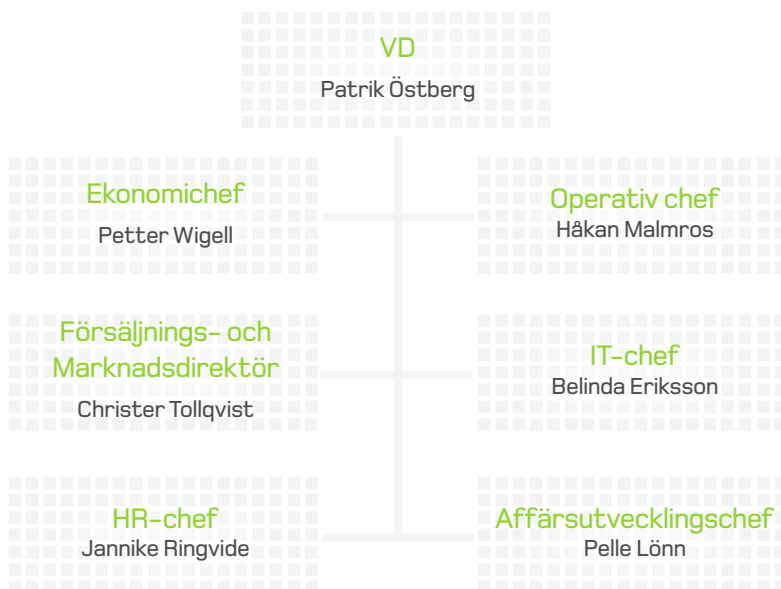 VD
Patrik Östberg
Ekonomichef
Petter Wigell
Operativ chef
Håkan Malmros
Försäljnings- och
Marknadsdirektör
Christer Tollqvist
IT-chef
Belinda Eriksson
HR-chef
Jannike Ringvide
Affärsutvecklingschef
Pelle Lönn